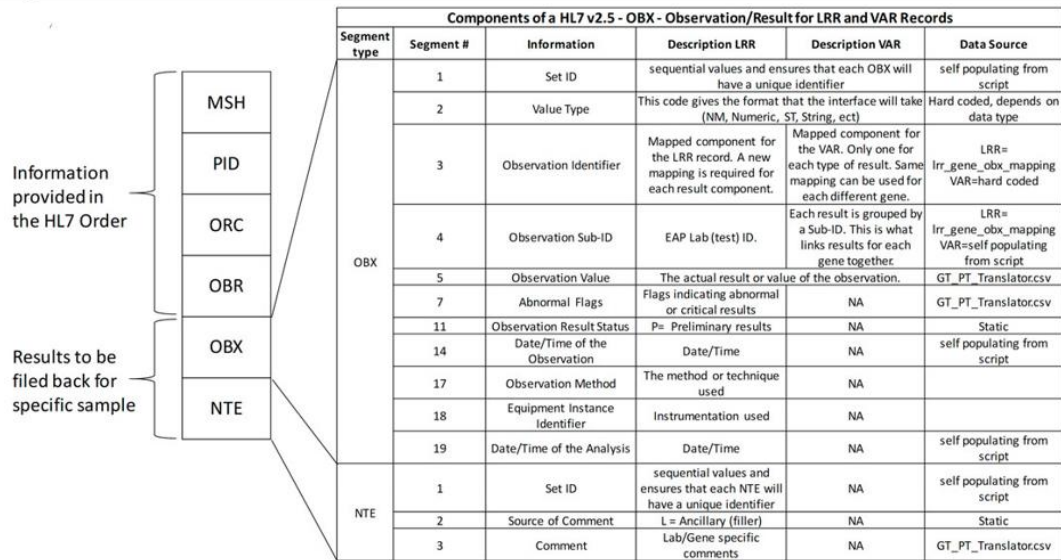 Components of a HL7 v2.5 - OBX - Observation/Result for LRR and VAR Records
Segment type
Segment #
Information
Description LRR
Description VAR
Data Source
MSH
PID
ORC
OBR
OBX
NTE
Information
provided in
the HL7 Order
Results to be
filed back for
specific sample
OBX
1
Set ID
sequential values and ensures that each OBX will
have a unique identifier
self populating from
script
2
Value Type
This code gives the format that the interface will take
(NM, Numeric, ST, String, ect)
Hard coded, depends on
data type
3
Observation Identifier
Mapped component for
the LRR record. A new
mapping is required for
each result component.
Mapped component for
the VAR. Only one for
each type of result. Same
mapping can be used for
each different gene.
LRR=
lrr_gene_obx_mapping
VAR=hard coded
4
Observation Sub-ID
EAP Lab (test) ID.
Each result is grouped by
a Sub-ID. This is what
links results for each
gene together.
LRR=
lrr_gene_obx_mapping
VAR=self populating
from script
5
Observation Value
The actual result or value of the observation.
GT_PT_Translator.csv
7
Abnormal Flags
Flags indicating abnormal
or critical results
NA
GT_PT_Translator.csv
11
Observation Result Status
P= Preliminary results
NA
Static
14
Date/Time of the
Observation
Date/Time
NA
self populating from
script
17
Observation Method
The method or technique
used
NA
18
Equipment Instance
Identifier
Instrumentation used
NA
19
Date/Time of the Analysis
Date/Time
NA
self populating from
script
NTE
1
Set ID
sequential values and
ensures that each NTE will
have a unique identifier
NA
self populating from
script
2
Source of Comment
L = Ancillary (filler)
NA
Static
3
Comment
Lab/Gene specific
comments
NA
GT_PT_Translator.csv